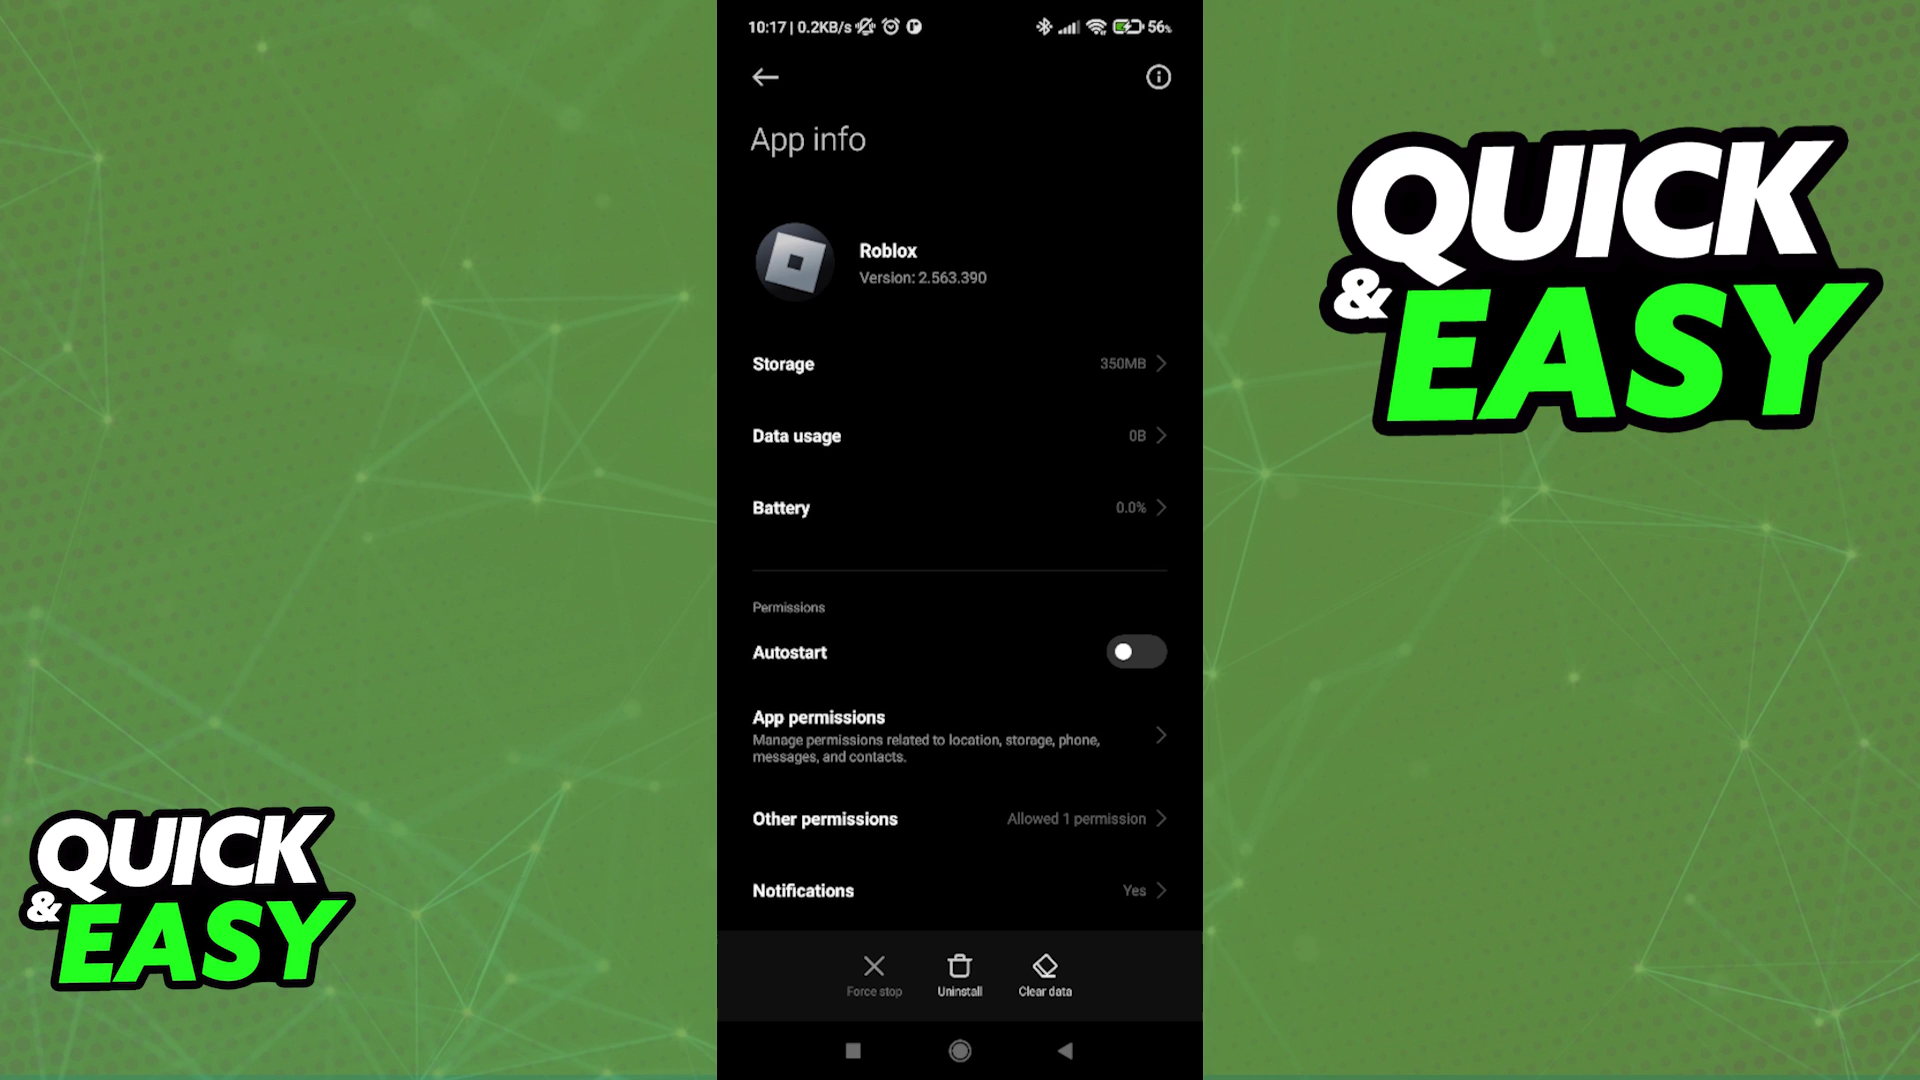 10:17 | 0.2KB/s
56%
App info
Roblox
Version: 2.563.390
Storage 350MB
Data usage 0B
Battery 0.0%
Permissions
Autostart
App permissions
Manage permissions related to location, storage, phone,
messages, and contacts.
Other permissions Allowed 1 permission
Notifications Yes
Force stop Uninstall Clear data
QUICK
& EASY
QUICK
& EASY